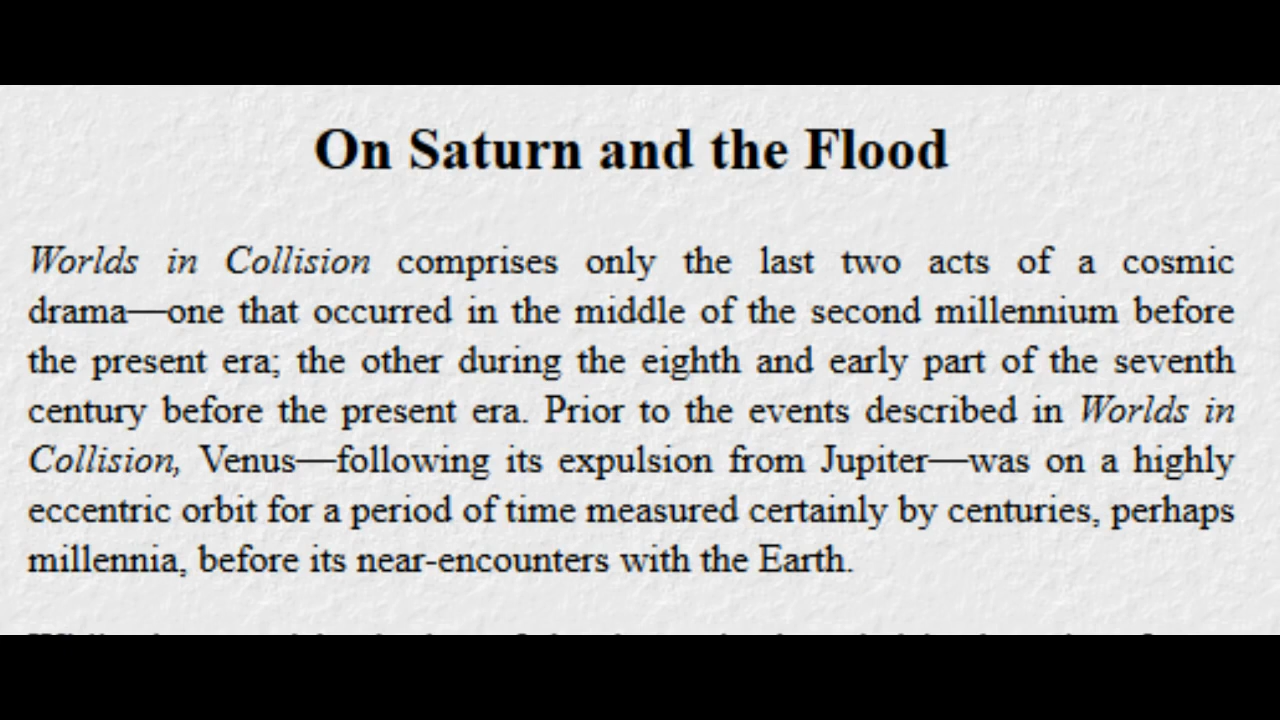 On Saturn and the Flood
Worlds in Collision comprises only the last two acts of a cosmic
drama—one that occurred in the middle of the second millennium before
the present era; the other during the eighth and early part of the seventh
century before the present era. Prior to the events described in Worlds in
Collision, Venus—following its expulsion from Jupiter—was on a highly
eccentric orbit for a period of time measured certainly by centuries, perhaps
millennia, before its near-encounters with the Earth.